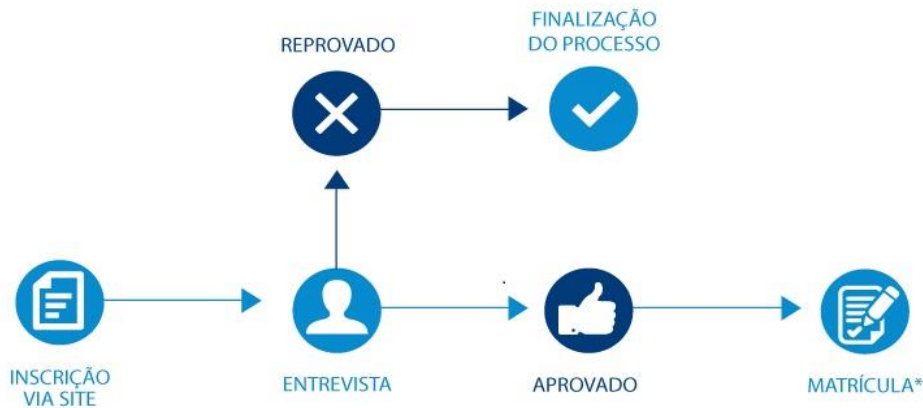 FINALIZAÇÃO
DO PROCESSO
REPROVADO
INSCRIÇÃO
VIA SITE
ENTREVISTA
APROVADO
MATRÍCULA*